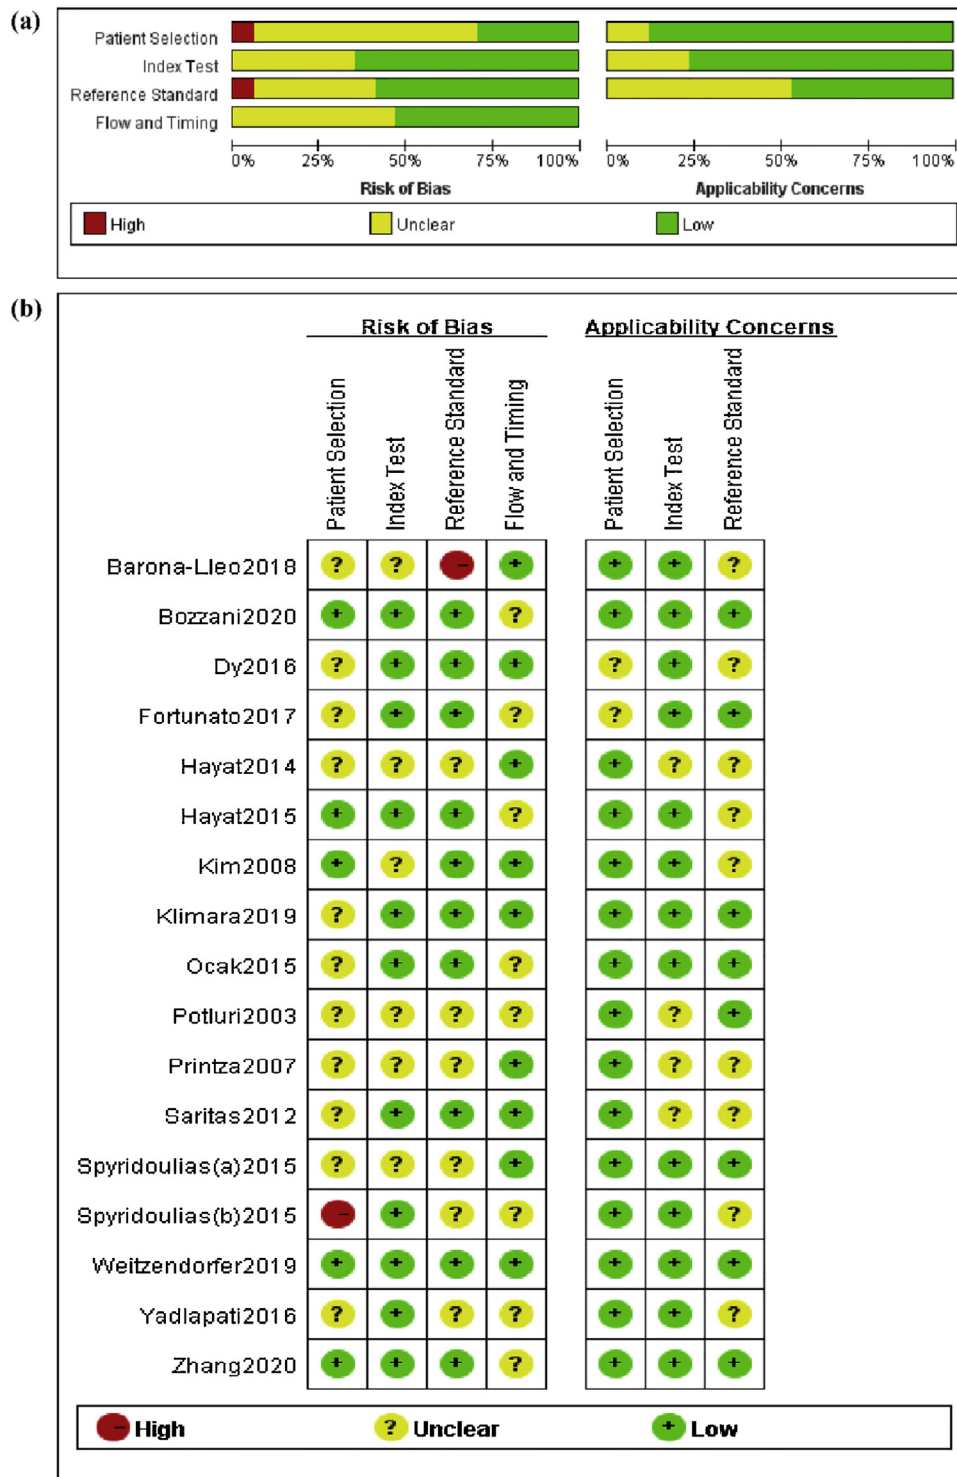 (a)
Patient Selection
Index Test
Reference Standard
Flow and Timing
0% 25% 50% 75% 100% 0% 25% 50% 75% 100%
Risk of Bias Applicability Concerns
High Unclear Low
(b)
Risk of Bias Applicability Concerns
Patient Selection Index Test Reference Standard Flow and Timing Patient Selection Index Test Reference Standard
Barona-Lleo2018 ? ? - + + + ?
Bozzani2020 + + + ? + + +
Dy2016 ? + + + ? + ?
Fortunato2017 ? + + ? ? + +
Hayat2014 ? ? ? + + ? ?
Hayat2015 + + + ? + + ?
Kim2008 + ? + + + + ?
Klimara2019 ? + + + + + +
Ocak2015 ? + + ? + + +
Potluri2003 ? ? ? ? + ? +
Printza2007 ? ? ? + + ? ?
Saritas2012 ? + + + + ? ?
Spyridoulias(a)2015 ? ? ? + + + +
Spyridoulias(b)2015 - + ? ? + + ?
Weitzendorfer2019 + + + + + + +
Yadlapati2016 ? + ? ? + + ?
Zhang2020 + + + ? + + +
- High ? Unclear + Low